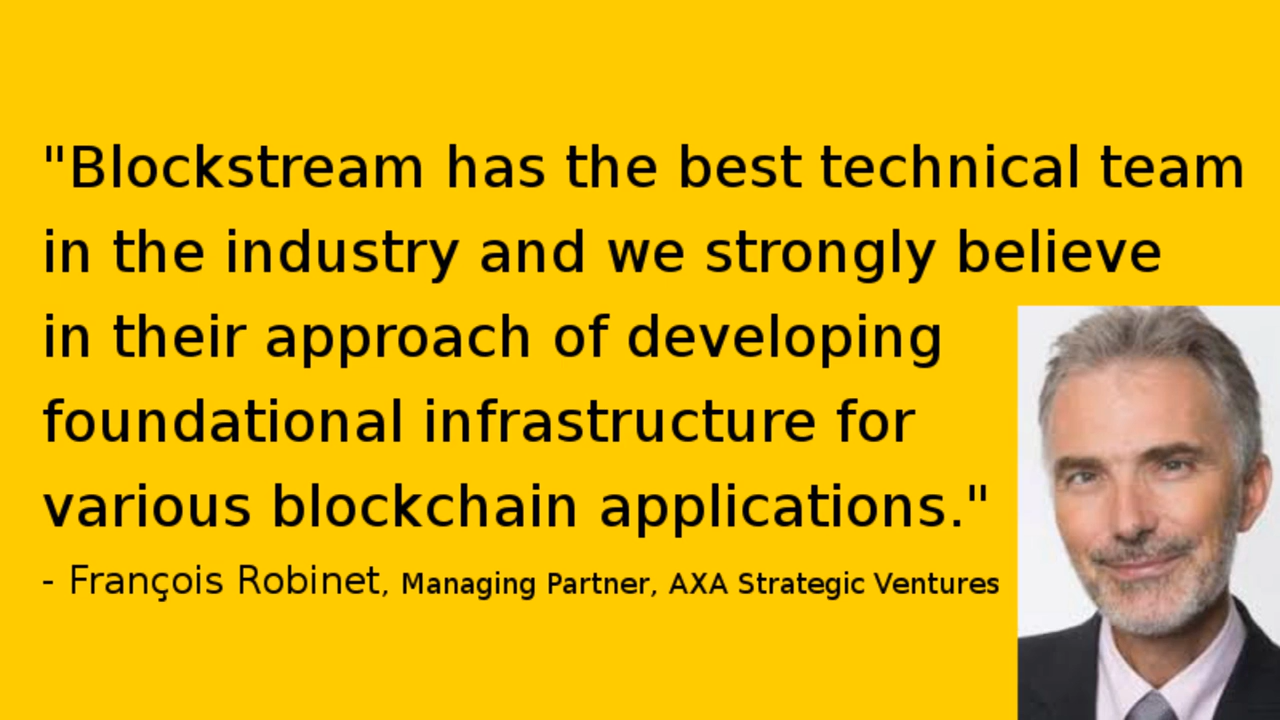 "Blockstream has the best technical team
in the industry and we strongly believe
in their approach of developing
foundational infrastructure for
various blockchain applications."
- François Robinet, Managing Partner, AXA Strategic Ventures